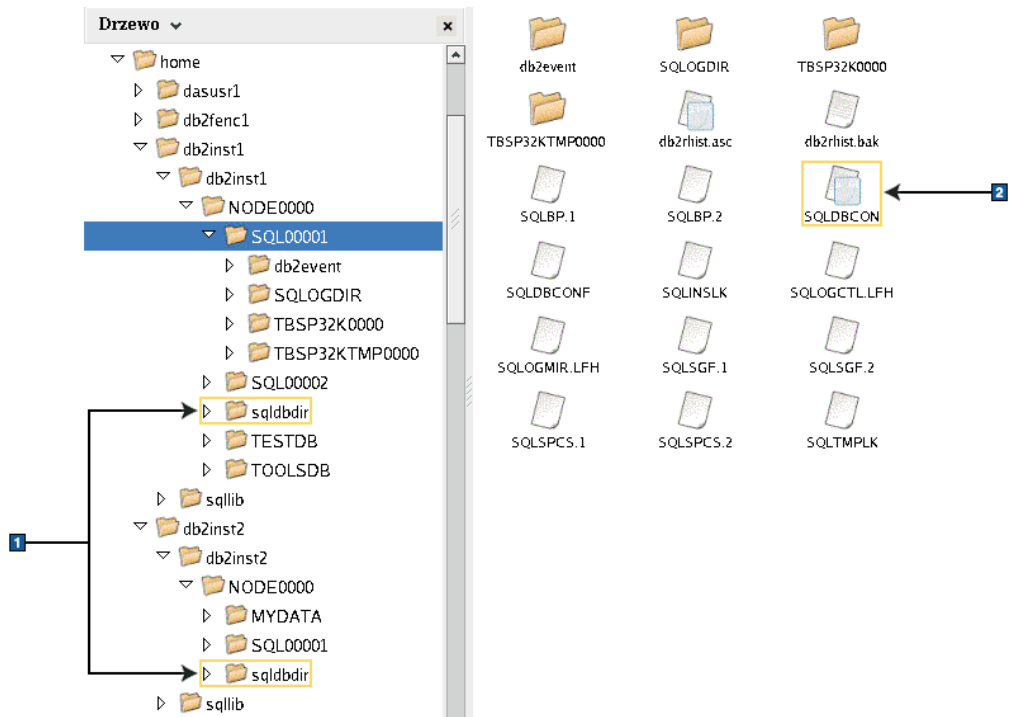 Drzewo
home
dasusr1
db2fenc1
db2inst1
db2inst1
NODE0000
SQL00001
db2event
SQLOGDIR
TBSP32K0000
TBSP32KTMP0000
SQL00002
sqldbdir
TESTDB
TOOLSDB
sqllib
1
db2inst2
db2inst2
NODE0000
MYDATA
SQL00001
sqldbdir
sqllib
db2event SQLOGDIR TBSP32K0000
TBSP32KTMP0000 db2rhist.asc db2rhist.bak
SQLBP.1 SQLBP.2 SQLDBCON
2
SQLDBCONF SQLINSLK SQLOGCTL.LFH
SQLOGMIR.LFH SQLSGF.1 SQLSGF.2
SQLSPCS.1 SQLSPCS.2 SQLTMPLK